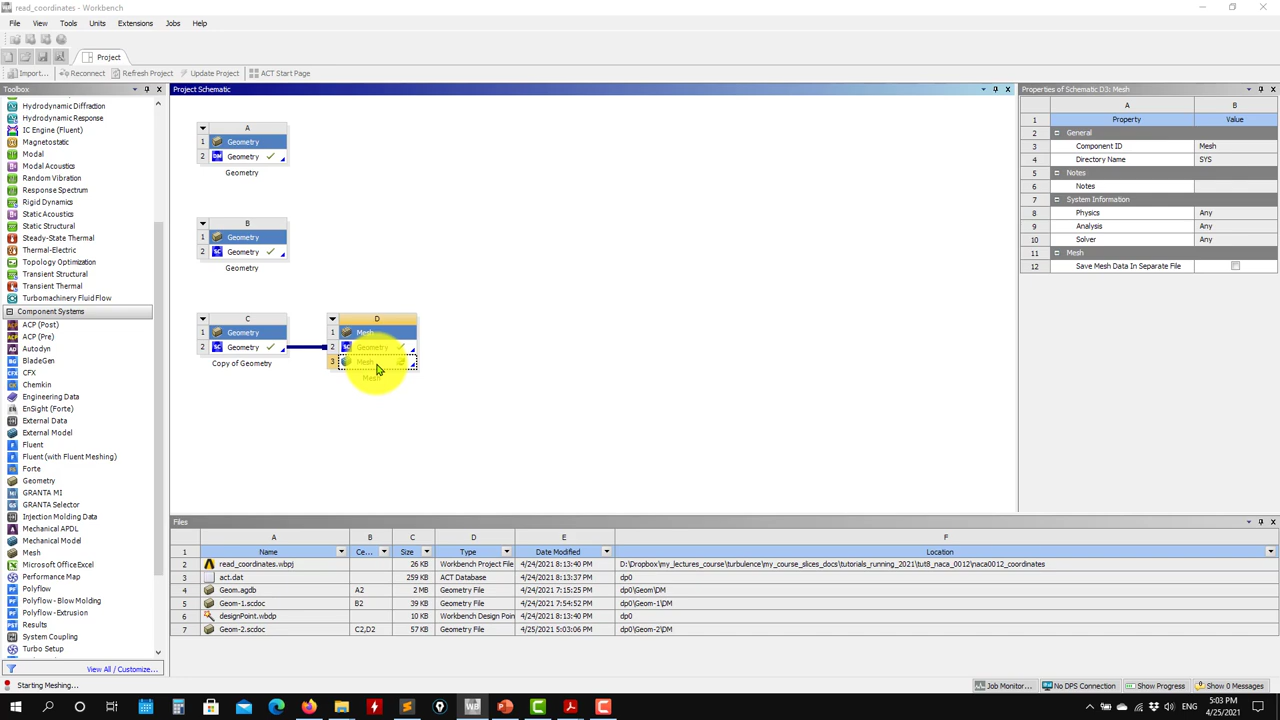 read_coordinates - Workbench
File View Tools Units Extensions Jobs Help
Project
Import... Reconnect Refresh Project Update Project ACT Start Page
Toolbox
Hydrodynamic Diffraction
Hydrodynamic Response
IC Engine (Fluent)
Magnetostatic
Modal
Modal Acoustics
Random Vibration
Response Spectrum
Rigid Dynamics
Static Acoustics
Static Structural
Steady-State Thermal
Thermal-Electric
Topology Optimization
Transient Structural
Transient Thermal
Turbomachinery Fluid Flow
Component Systems
ACP (Post)
ACP (Pre)
Autodyn
BladeGen
CFX
Chemkin
Engineering Data
EnSight (Forte)
External Data
External Model
Fluent
Fluent (with Fluent Meshing)
Forte
Geometry
GRANTA MI
GRANTA Selector
Injection Molding Data
Mechanical APDL
Mechanical Model
Mesh
Microsoft Office Excel
Performance Map
Polyflow
Polyflow - Blow Molding
Polyflow - Extrusion
Results
System Coupling
Turbo Setup
View All / Customize...
Starting Meshing...
Project Schematic
A
1 Geometry
2 DM Geometry
Geometry
B
1 Geometry
2 SC Geometry
Geometry
C
1 Geometry
2 SC Geometry
Copy of Geometry
D
1 Mesh
2 SC Geometry
3 Mesh
Mesh
Properties of Schematic D3: Mesh
A B
1 Property Value
2 General
3 Component ID Mesh
4 Directory Name SYS
5 Notes
6 Notes
7 System Information
8 Physics Any
9 Analysis Any
10 Solver Any
11 Mesh
12 Save Mesh Data In Separate File
Files
A B C D E F
1 Name Ce... Size Type Date Modified Location
2 read_coordinates.wbpj 26 KB Workbench Project File 4/24/2021 8:13:40 PM D:\Dropbox\my_lectures_course\turbulence\my_course_slices_docs\tutorials_running_2021\tut8_naca_0012\naca0012_coordinates
3 act.dat 259 KB ACT Database 4/24/2021 8:13:37 PM dp0
4 Geom.agdb A2 2 MB Geometry File 4/24/2021 7:15:25 PM dp0\Geom\DM
5 Geom-1.scdoc B2 39 KB Geometry File 4/24/2021 7:54:52 PM dp0\Geom-1\DM
6 designPoint.wbdp 10 KB Workbench Design Poin 4/24/2021 8:13:40 PM dp0
7 Geom-2.scdoc C2,D2 57 KB Geometry File 4/25/2021 5:03:06 PM dp0\Geom-2\DM
Job Monitor... No DPS Connection Show Progress Show 0 Messages
5:03 PM
4/25/2021